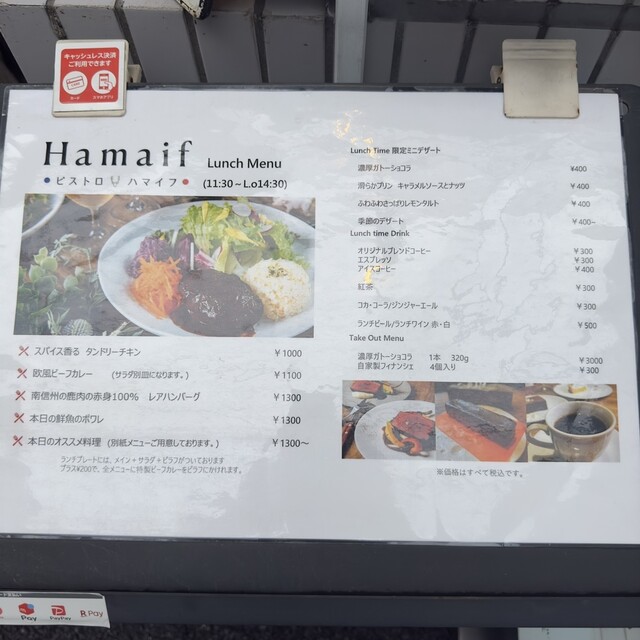 キャッシュレス決済
ご利用できます
カード
スマホアプリ
Hamaif
ビストロ ハマイフ
Lunch Menu
(11:30～L.o14:30)
スパイス香る タンドリーチキン ￥1000
欧風ビーフカレー (サラダ別皿になります。) ￥1100
南信州の鹿肉の赤身100% レアハンバーグ ￥1300
本日の鮮魚のポワレ ￥1300
本日のオススメ料理 (別紙メニューご用意しております。) ￥1300～
ランチプレートには、メイン＋サラダ＋ピラフがついております
プラス¥200で、全メニューに特製ビーフカレーをピラフにかけれます。
Lunch Time 限定ミニデザート
濃厚ガトーショコラ ¥400
滑らかプリン キャラメルソースとナッツ ￥400
ふわふわさっぱりレモンタルト ￥400
季節のデザート ￥400～
Lunch time Drink
オリジナルブレンドコーヒー ￥300
エスプレッソ ￥300
アイスコーヒー ￥400
紅茶 ￥300
コカ・コーラ/ジンジャーエール ￥300
ランチビール/ランチワイン 赤・白 ￥500
Take Out Menu
濃厚ガトーショコラ 1本 320g ￥3000
自家製フィナンシェ 4個入り ￥300
※価格はすべて税込です。
Pay
PayPay
R Pay